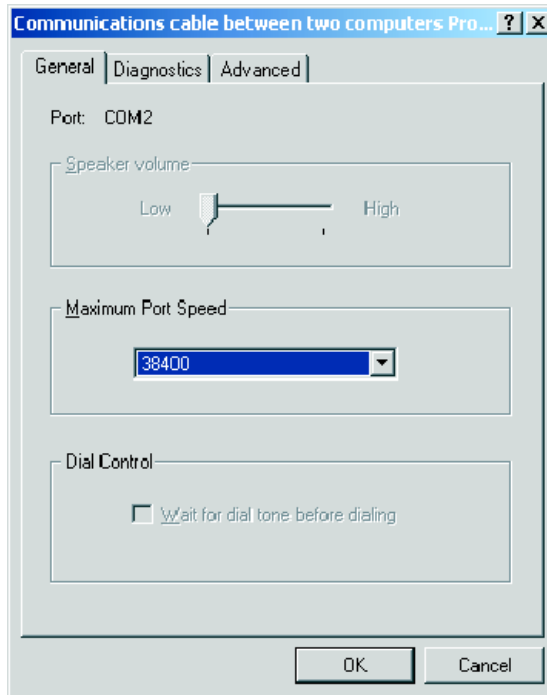 Communications cable between two computers Pro... ? X
General Diagnostics Advanced
Port: COM2
Speaker volume
Low High
Maximum Port Speed
38400
Dial Control
Wait for dial tone before dialing
OK Cancel